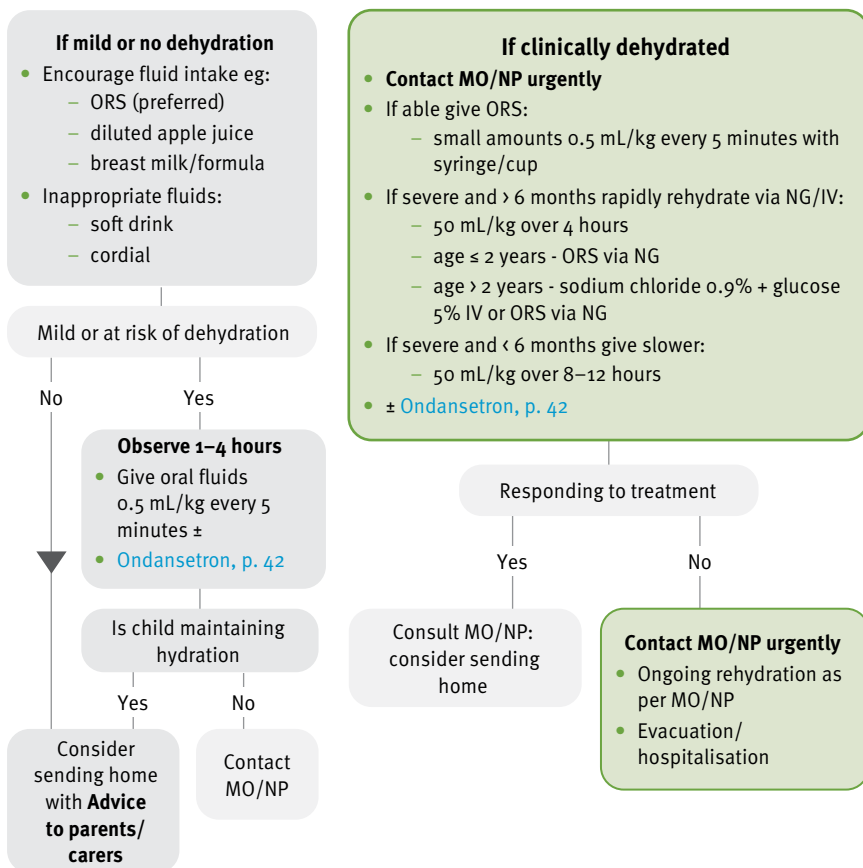 If mild or no dehydration
• Encourage fluid intake eg:
– ORS (preferred)
– diluted apple juice
– breast milk/formula
• Inappropriate fluids:
– soft drink
– cordial
Mild or at risk of dehydration
No
Yes
Observe 1–4 hours
• Give oral fluids
0.5 mL/kg every 5
minutes ±
• Ondansetron, p. 42
Is child maintaining
hydration
Yes
No
Consider
sending home
with Advice
to parents/
carers
Contact
MO/NP
If clinically dehydrated
• Contact MO/NP urgently
• If able give ORS:
– small amounts 0.5 mL/kg every 5 minutes with
syringe/cup
• If severe and > 6 months rapidly rehydrate via NG/IV:
– 50 mL/kg over 4 hours
– age ≤ 2 years - ORS via NG
– age > 2 years - sodium chloride 0.9% + glucose
5% IV or ORS via NG
• If severe and < 6 months give slower:
– 50 mL/kg over 8–12 hours
• ± Ondansetron, p. 42
Responding to treatment
Yes
No
Consult MO/NP:
consider sending
home
Contact MO/NP urgently
• Ongoing rehydration as
per MO/NP
• Evacuation/
hospitalisation